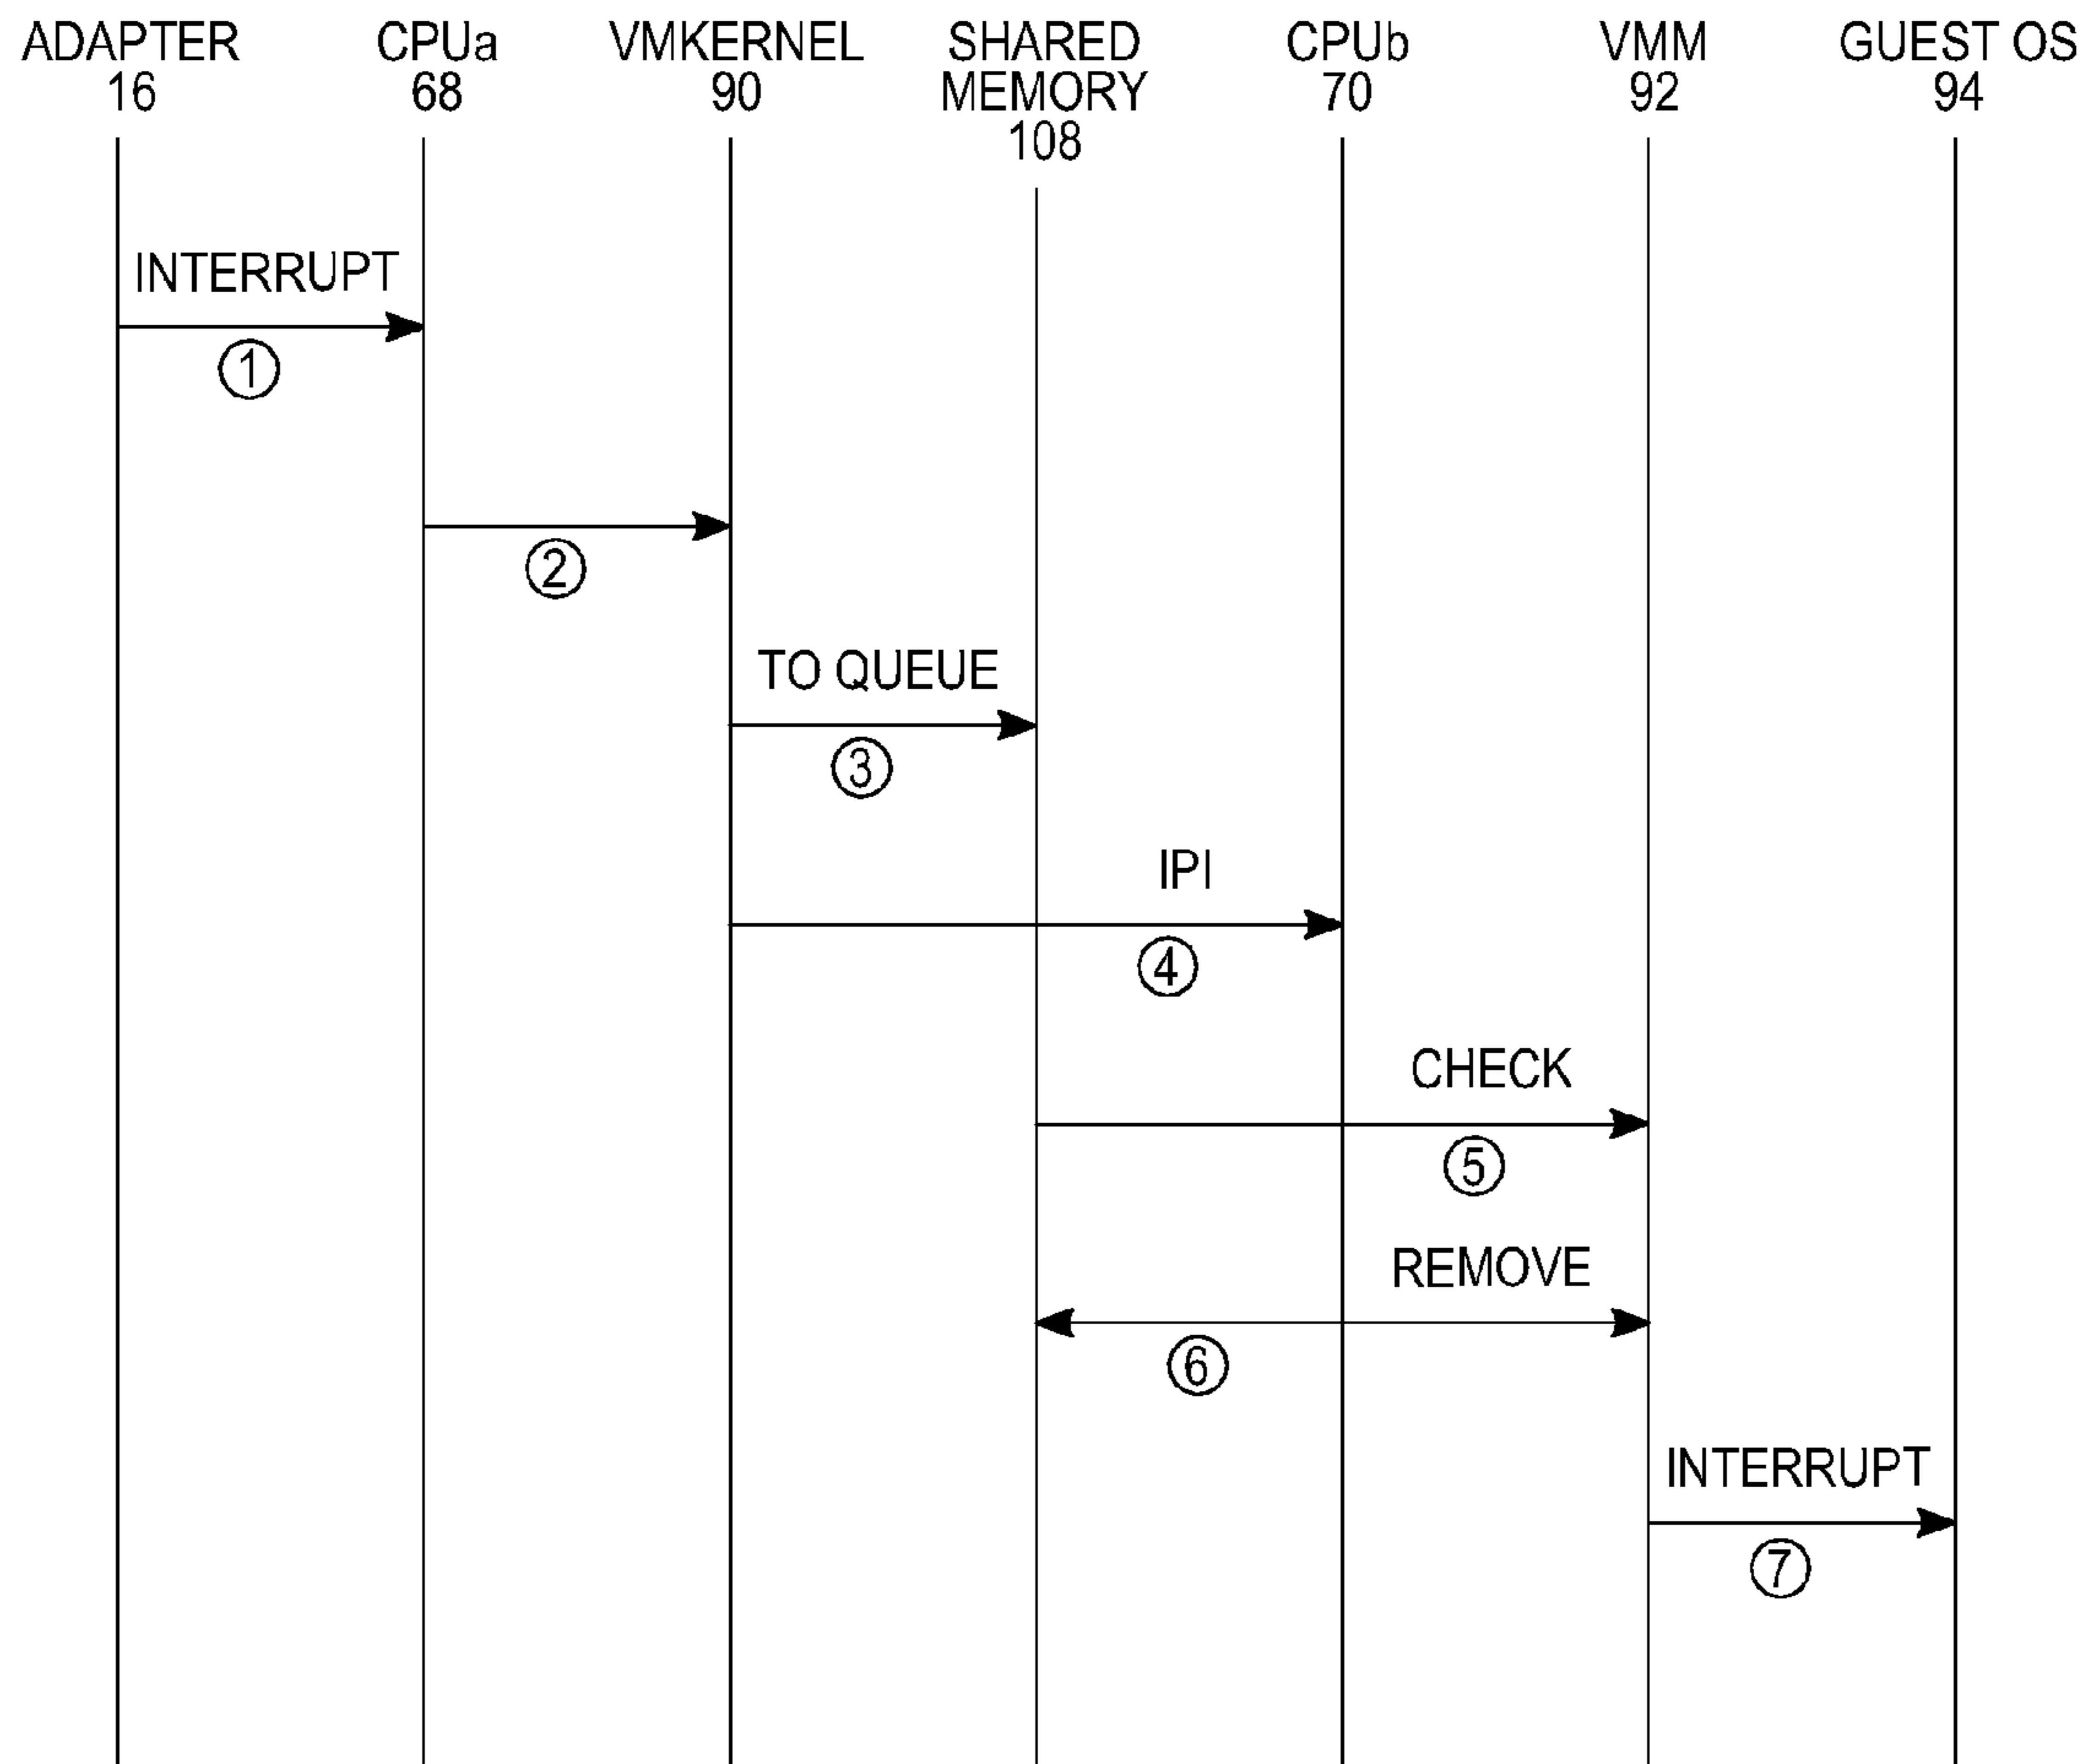 ADAPTER
16
CPUa
68
VMKERNEL
90
SHARED
MEMORY
108
CPUb
70
VMM
92
GUEST OS
94
INTERRUPT
1
2
TO QUEUE
3
IPI
4
CHECK
5
REMOVE
6
INTERRUPT
7